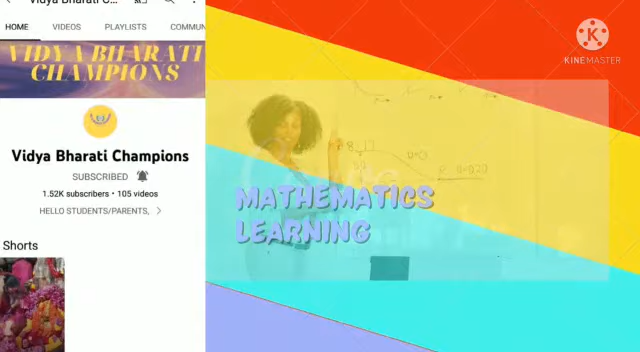 Vidya Bharati C...
HOME VIDEOS PLAYLISTS COMMUN
VIDYA BHARATI
CHAMPIONS
Vidya Bharati Champions
SUBSCRIBED
1.52K subscribers • 105 videos
HELLO STUDENTS/PARENTS,
Shorts
K
KINEMASTER
MATHEMATICS
LEARNING